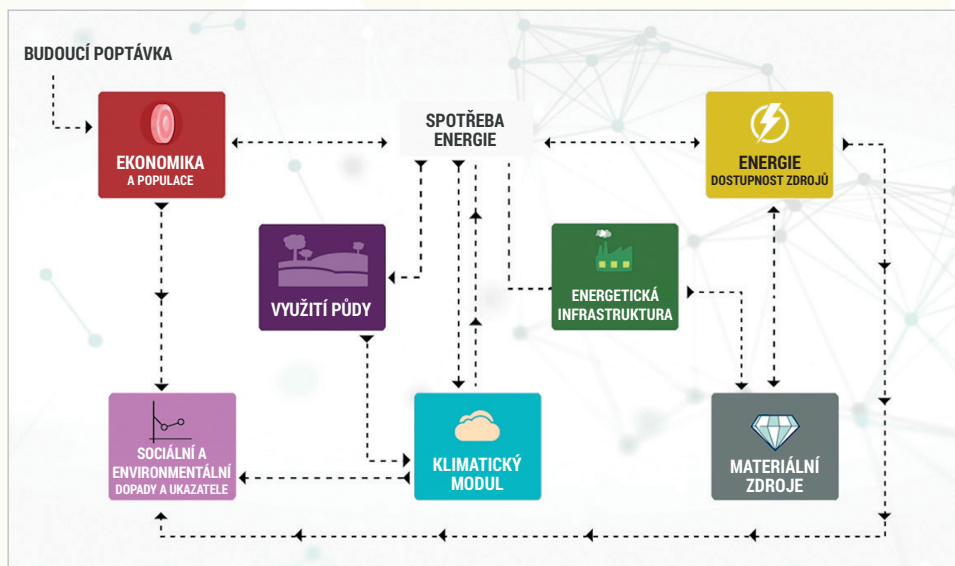 BUDOUCÍ POPTÁVKA
EKONOMIKA
A POPULACE
SPOTŘEBA
ENERGIE
ENERGIE
DOSTUPNOST ZDROJŮ
VYUŽITÍ PŮDY
ENERGETICKÁ
INFRASTRUKTURA
SOCIÁLNÍ A
ENVIRONMENTÁLNÍ
DOPADY A UKAZATELE
KLIMATICKÝ
MODUL
MATERIÁLNÍ
ZDROJE